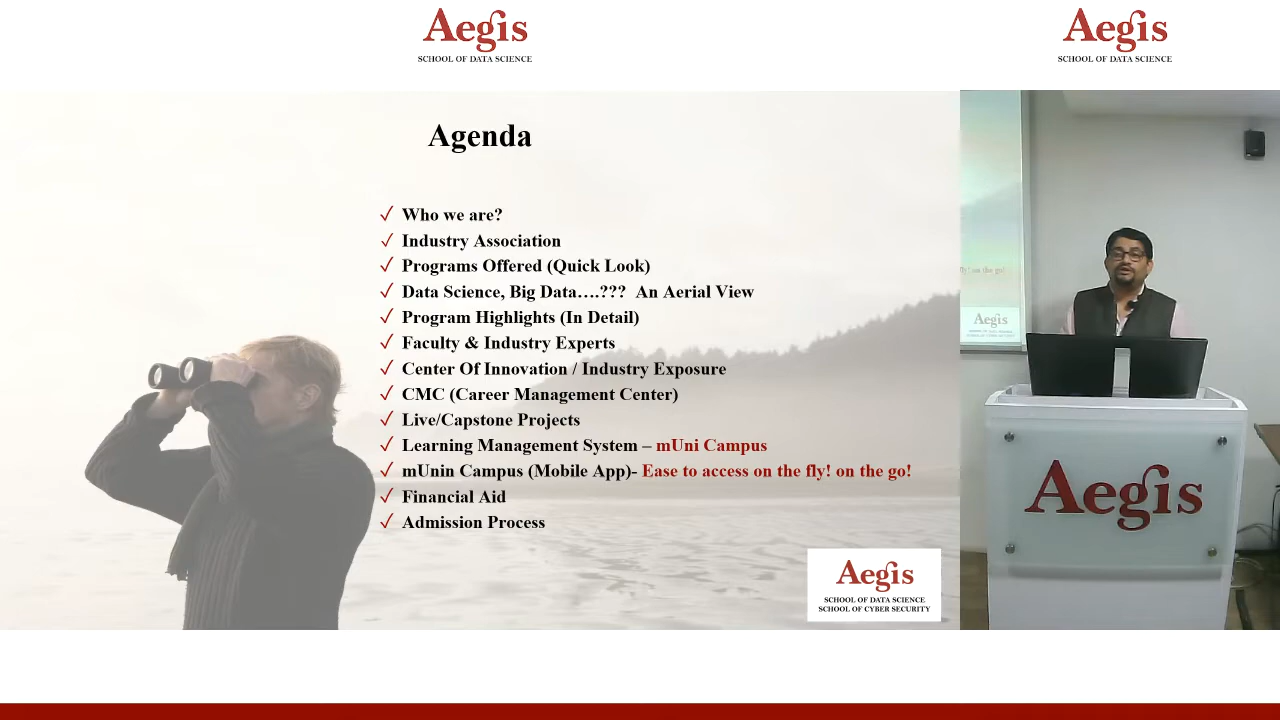 Aegis
SCHOOL OF DATA SCIENCE
Aegis
SCHOOL OF DATA SCIENCE
Agenda
✓ Who we are?
✓ Industry Association
✓ Programs Offered (Quick Look)
✓ Data Science, Big Data….??? An Aerial View
✓ Program Highlights (In Detail)
✓ Faculty & Industry Experts
✓ Center Of Innovation / Industry Exposure
✓ CMC (Career Management Center)
✓ Live/Capstone Projects
✓ Learning Management System – mUni Campus
✓ mUnin Campus (Mobile App)- Ease to access on the fly! on the go!
✓ Financial Aid
✓ Admission Process
Aegis
SCHOOL OF DATA SCIENCE
SCHOOL OF CYBER SECURITY
on the go!
Aegis
Aegis